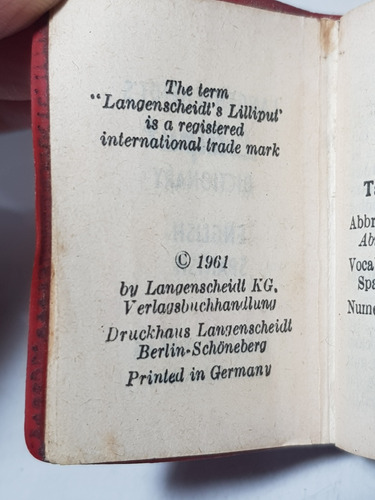 The term
"Langenscheidt's Lilliput"
is a registered
international trade mark
© 1961
by Langenscheidt KG.
Verlagsbuchhandlung
Druckhaus Langenscheidt
Berlin-Schöneberg
Printed in Germany